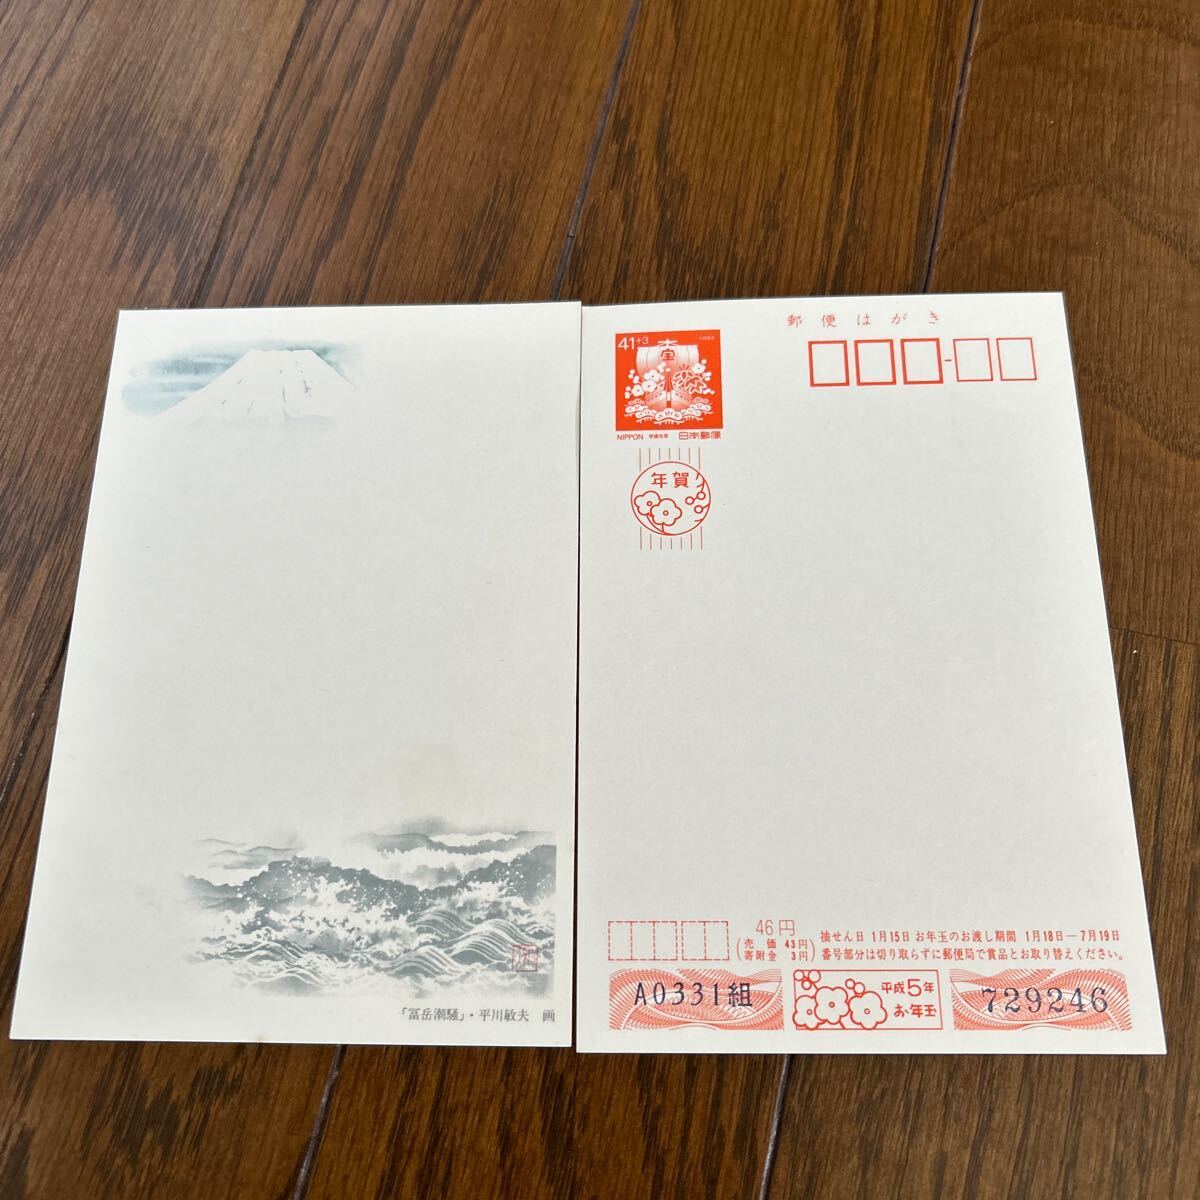 「冨岳潮騒」・平川敏夫　画
郵便はがき
41+3
1993
NIPPON 平成5年 日本郵便
年賀
46円
(売価 43円
寄附金 3円)
抽せん日 1月15日 お年玉のお渡し期間 1月18日—7月19日
番号部分は切り取らずに郵便局で賞品とお取り替えください。
A0331組
平成5年
お年玉
729246